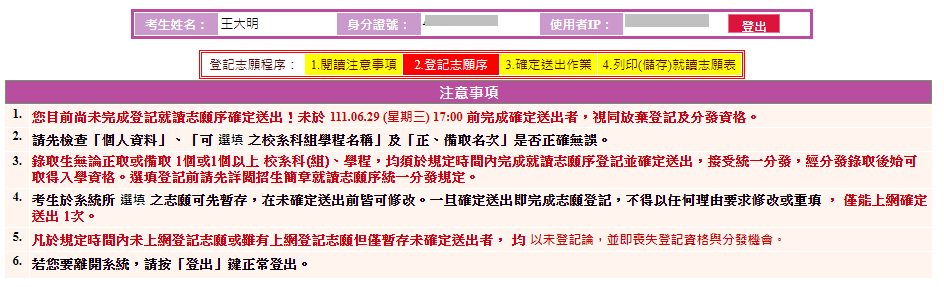 考生姓名： 王大明 身分證號： 使用者IP： 登出
登記志願程序： 1.閱讀注意事項 2.登記志願序 3.確定送出作業 4.列印(儲存)就讀志願表
注意事項
1. 您目前尚未完成登記就讀志願序確定送出！未於 111.06.29 (星期三) 17:00 前完成確定送出者，視同放棄登記及分發資格。
2. 請先檢查「個人資料」、「可 選填 之校系科組學程名稱」及「正、備取名次」是否正確無誤。
3. 錄取生無論正取或備取 1個或1個以上 校系科(組)、學程，均須於規定時間內完成就讀志願序登記並確定送出，接受統一分發，經分發錄取後始可
取得入學資格。選填登記前請先詳閱招生簡章就讀志願序統一分發規定。
4. 考生於系統所 選填 之志願可先暫存，在未確定送出前皆可修改。一旦確定送出即完成志願登記，不得以任何理由要求修改或重填 ， 僅能上網確定
送出 1次。
5. 凡於規定時間內未上網登記志願或雖有上網登記志願但僅暫存未確定送出者， 均 以未登記論，並即喪失登記資格與分發機會。
6. 若您要離開系統，請按「登出」鍵正常登出。